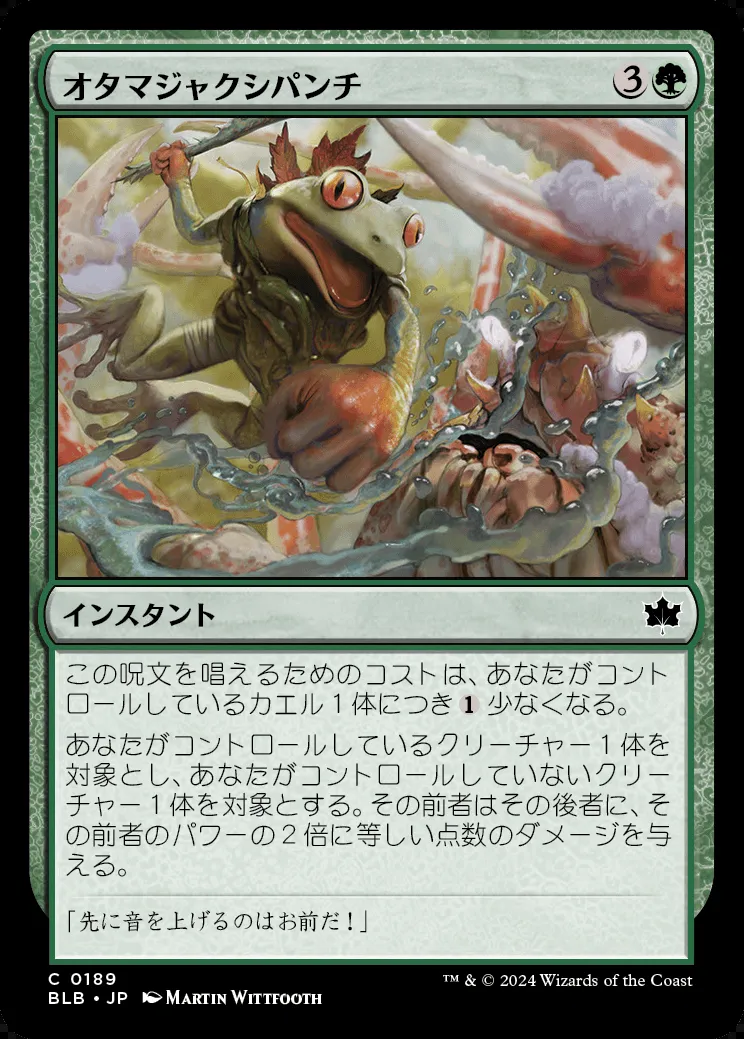 オタマジャクシパンチ 3
インスタント
この呪文を唱えるためのコストは、あなたがコント
ロールしているカエル１体につき 1 少なくなる。
あなたがコントロールしているクリーチャー１体を
対象とし、あなたがコントロールしていないクリー
チャー１体を対象とする。その前者はその後者に、そ
の前者のパワーの２倍に等しい点数のダメージを与
える。
「先に音を上げるのはお前だ！」
C 0189
BLB • JP MARTIN WITTFOOTH
™ & © 2024 Wizards of the Coast